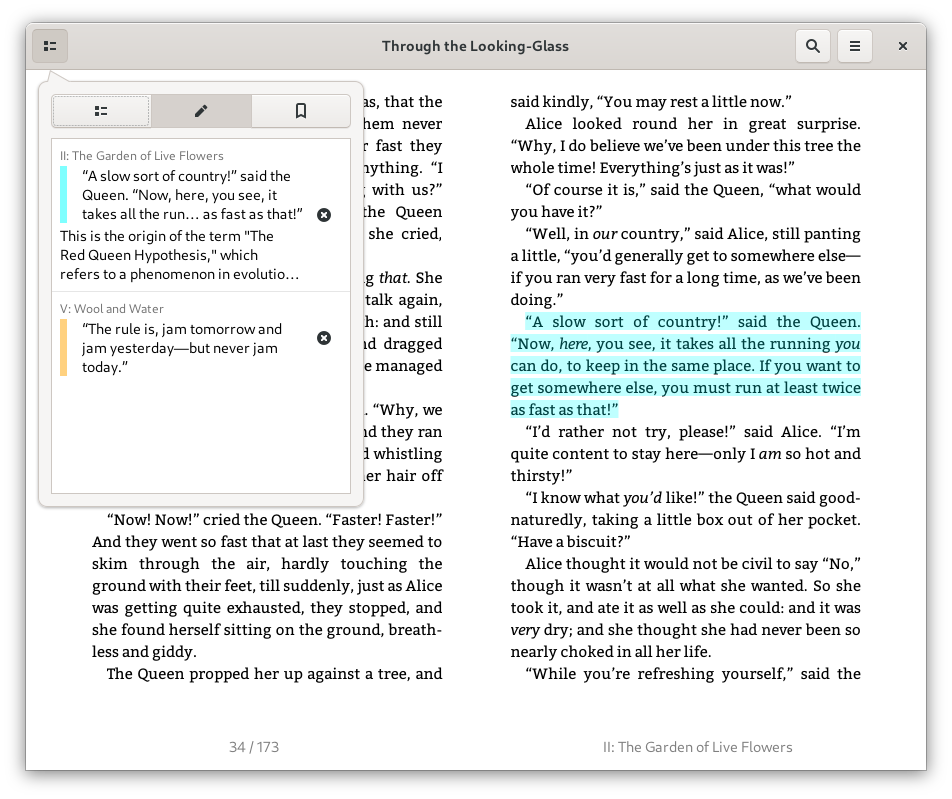 Through the Looking-Glass
II: The Garden of Live Flowers
“A slow sort of country!” said the
Queen. “Now, here, you see, it
takes all the run… as fast as that!”
This is the origin of the term "The
Red Queen Hypothesis," which
refers to a phenomenon in evolutio…
V: Wool and Water
“The rule is, jam tomorrow and
jam yesterday—but never jam
today.”
as, that the
hem never
fast they
nything. “I
with us?”
the Queen
she cried,
that. She
talk again,
h: and still
nd dragged
e managed
“Why, we
nd they ran
whistling
er hair off
“Now! Now!” cried the Queen. “Faster! Faster!”
And they went so fast that at last they seemed to
skim through the air, hardly touching the
ground with their feet, till suddenly, just as Alice
was getting quite exhausted, they stopped, and
she found herself sitting on the ground, breath-
less and giddy.
The Queen propped her up against a tree, and
said kindly, “You may rest a little now.”
Alice looked round her in great surprise.
“Why, I do believe we’ve been under this tree the
whole time! Everything’s just as it was!”
“Of course it is,” said the Queen, “what would
you have it?”
“Well, in our country,” said Alice, still panting
a little, “you’d generally get to somewhere else—
if you ran very fast for a long time, as we’ve been
doing.”
“A slow sort of country!” said the Queen.
“Now, here, you see, it takes all the running you
can do, to keep in the same place. If you want to
get somewhere else, you must run at least twice
as fast as that!”
“I’d rather not try, please!” said Alice. “I’m
quite content to stay here—only I am so hot and
thirsty!”
“I know what you’d like!” the Queen said good-
naturedly, taking a little box out of her pocket.
“Have a biscuit?”
Alice thought it would not be civil to say “No,”
though it wasn’t at all what she wanted. So she
took it, and ate it as well as she could: and it was
very dry; and she thought she had never been so
nearly choked in all her life.
“While you’re refreshing yourself,” said the
34 / 173
II: The Garden of Live Flowers